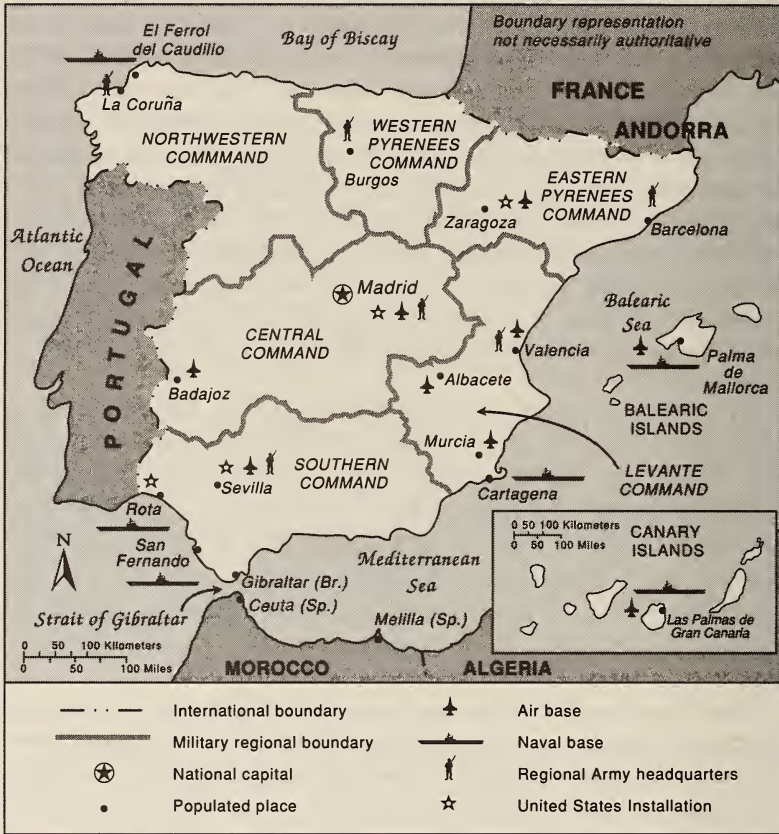 El Ferrol
del Caudillo
Bay of Biscay
Boundary representation
not necessarily authoritative
FRANCE
ANDORRA
La Coruña
NORTHWESTERN
COMMMAND
WESTERN
PYRENEES
COMMAND
Burgos
EASTERN
PYRENEES
COMMAND
Zaragoza
Barcelona
Atlantic
Ocean
PORTUGAL
Madrid
CENTRAL
COMMAND
Badajoz
Valencia
Albacete
Balearic
Sea
Palma
de
Mallorca
BALEARIC
ISLANDS
Murcia
LEVANTE
COMMAND
SOUTHERN
COMMAND
Sevilla
Cartagena
Rota
San
Fernando
N
Mediterranean
Sea
Gibraltar (Br.)
Strait of Gibraltar
Ceuta (Sp.)
Melilla (Sp.)
0 50 100 Kilometers
0 50 100 Miles
MOROCCO
ALGERIA
0 50 100 Kilometers
0 50 100 Miles
CANARY
ISLANDS
Las Palmas de
Gran Canaria
International boundary
Air base
Military regional boundary
Naval base
National capital
Regional Army headquarters
Populated place
United States Installation